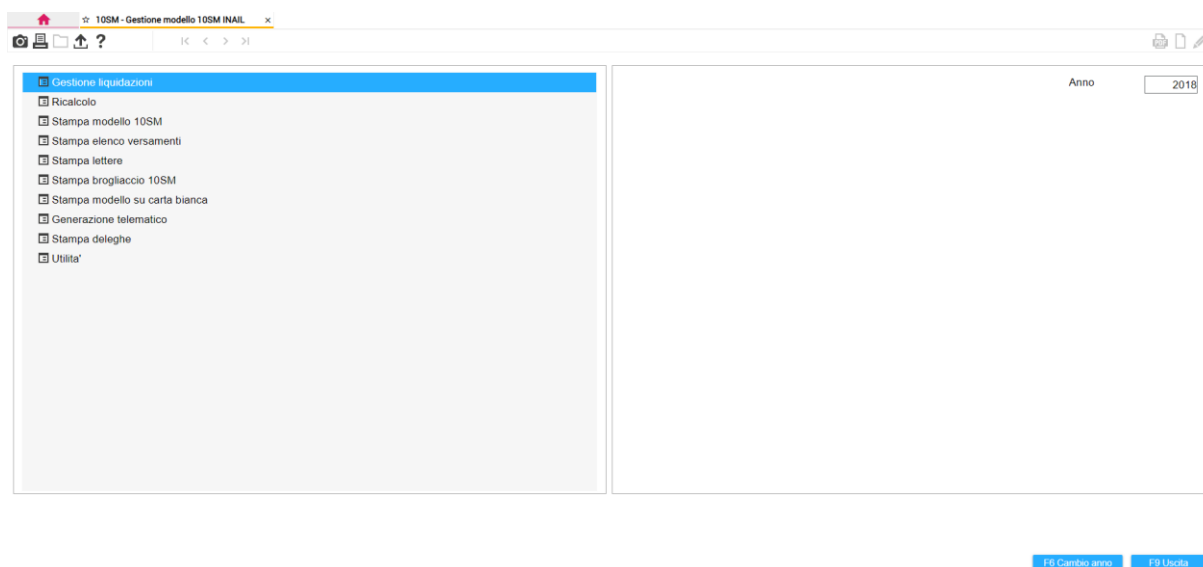 10SM - Gestione modello 10SM INAIL
Gestione liquidazioni
Ricalcolo
Stampa modello 10SM
Stampa elenco versamenti
Stampa lettere
Stampa brogliaccio 10SM
Stampa modello su carta bianca
Generazione telematico
Stampa deleghe
Utilita'
Anno 2018
F6 Cambio anno F9 Uscita